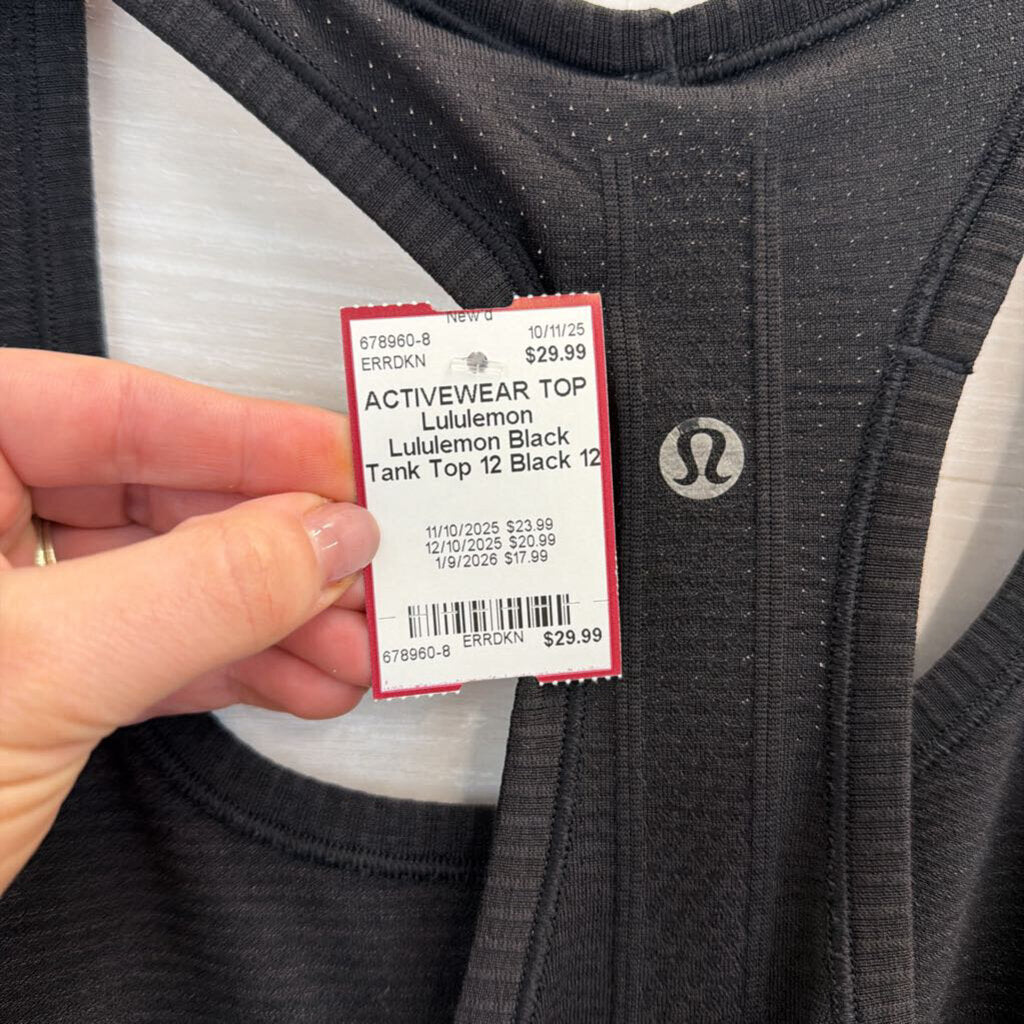 New'd
678960-8 10/11/25
ERRDKN $29.99
ACTIVEWEAR TOP
Lululemon
Lululemon Black
Tank Top 12 Black 12
11/10/2025 $23.99
12/10/2025 $20.99
1/9/2026 $17.99
678960-8 ERRDKN $29.99